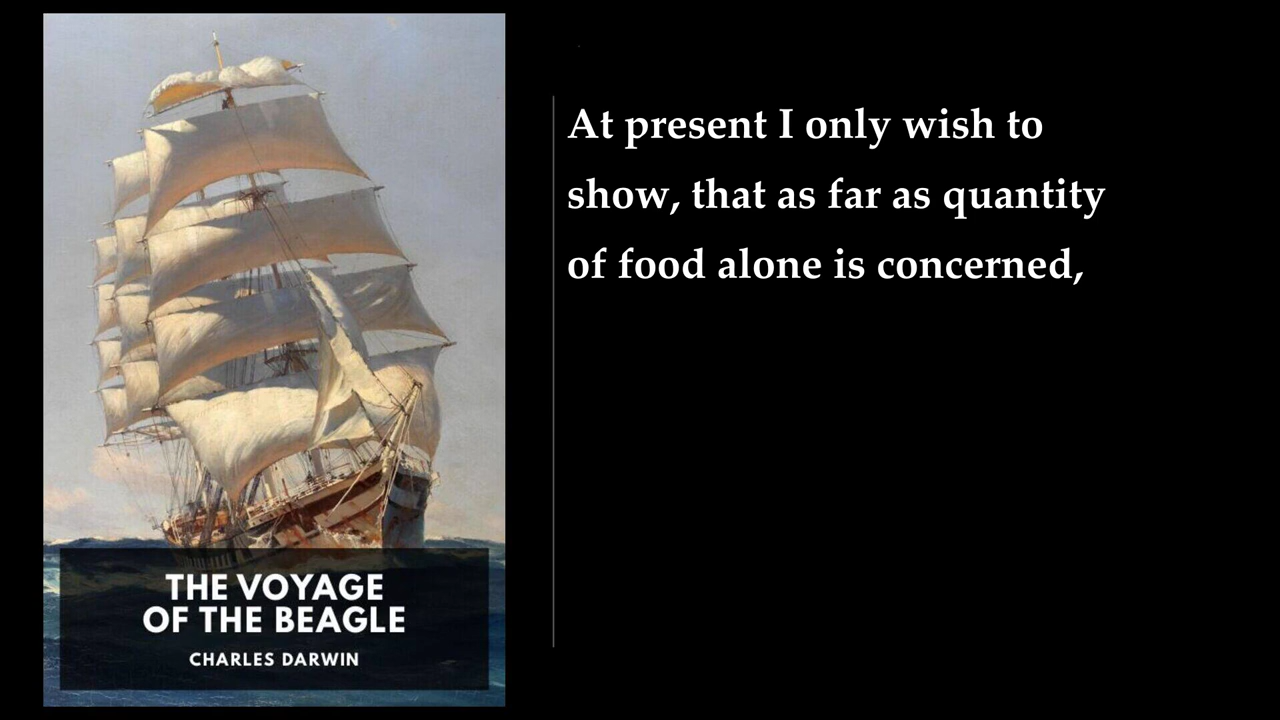 At present I only wish to
show, that as far as quantity
of food alone is concerned,
THE VOYAGE
OF THE BEAGLE
CHARLES DARWIN